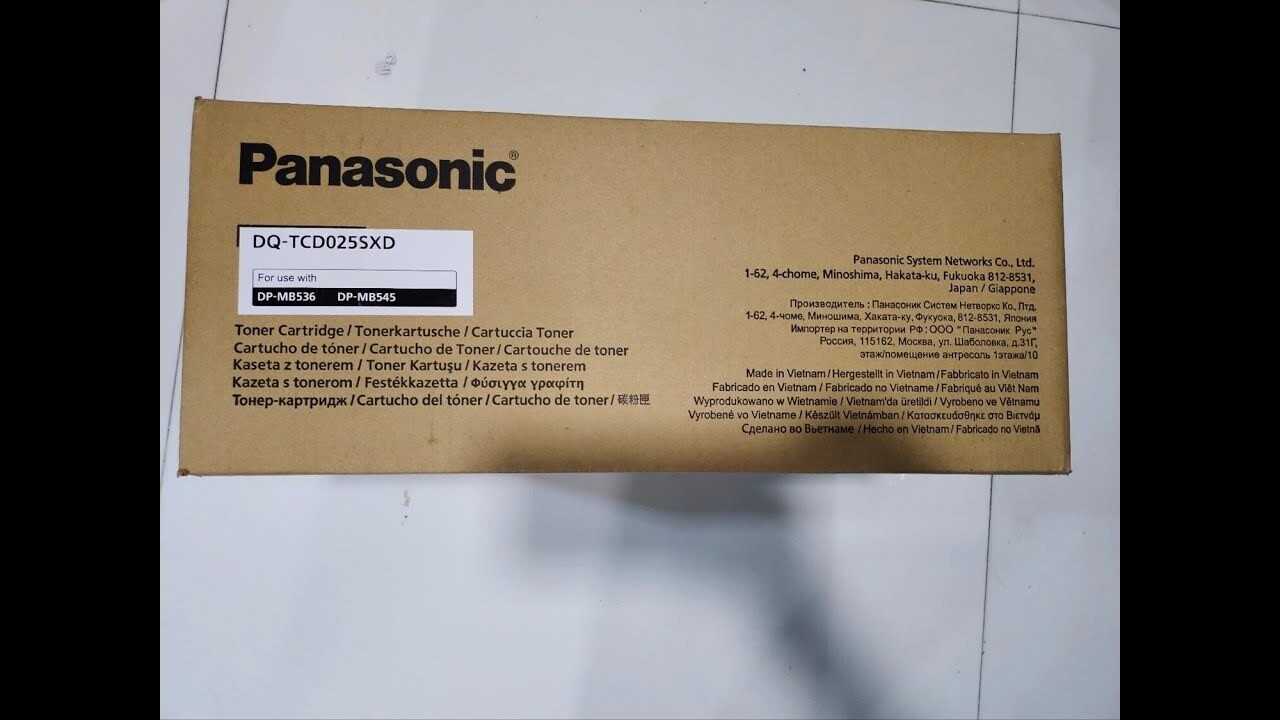 Panasonic®
DQ-TCD025SXD
For use with
DP-MB536 DP-MB545
Toner Cartridge / Tonerkartusche / Cartuccia Toner
Cartucho de tóner / Cartucho de Toner / Cartouche de toner
Kaseta z tonerem / Toner Kartuşu / Kazeta s tonerem
Kazeta s tonerom / Festékkazetta / Φύσιγγα γραφίτη
Тонер-картридж / Cartucho del tóner / Cartucho de toner / 碳粉匣
Panasonic System Networks Co., Ltd.
1-62, 4-chome, Minoshima, Hakata-ku, Fukuoka 812-8531,
Japan / Giappone
Производитель : Панасоник Систем Нетворкс Ко., Лтд.
1-62, 4-чоме, Миношима, Хаката-ку, Фукуока, 812-8531, Япония
Импортер на территории РФ: ООО "Панасоник Рус"
Россия, 115162, Москва, ул. Шаболовка, д.31Г,
этаж/помещение антресоль 1этажа/10
Made in Vietnam / Hergestellt in Vietnam / Fabbricato in Vietnam
Fabricado en Vietnam / Fabricado no Vietname / Fabriqué au Viêt Nam
Wyprodukowano w Wietnamie / Vietnam'da üretildi / Vyrobeno ve Větnamu
Vyrobené vo Vietname / Készült Vietnámban / Κατασκευάσθηκε στο Βιετνάμ
Сделано во Вьетнаме / Hecho en Vietnam / Fabricado no Vietnã